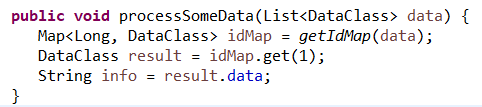 public void processSomeData(List<DataClass> data) {
    Map<Long, DataClass> idMap = getIdMap(data);
    DataClass result = idMap.get(1);
    String info = result.data;
}